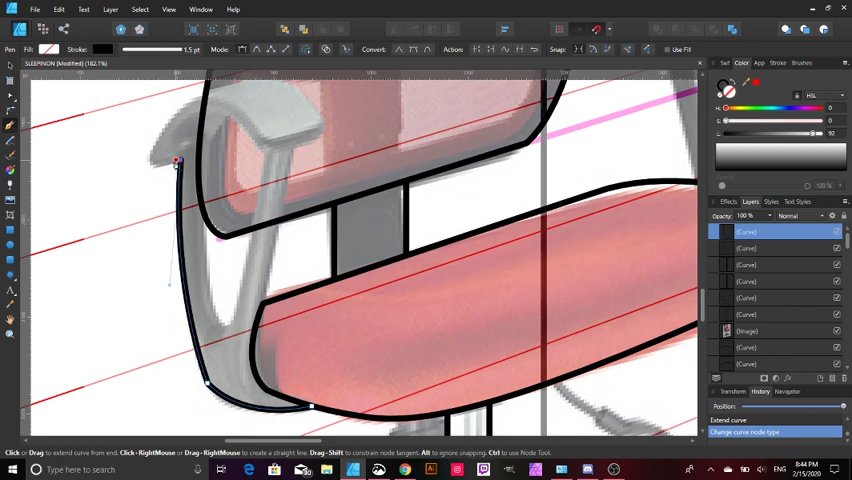 File Edit Text Layer Select View Window Help
Pen Fill: Stroke: 1.5 pt Mode: Convert: Action: Snap: Use Fill
SLEEPINON [Modified] (182.1%)
Set Color App Stroke Brushes
HSL
H: 0
S: 0
L: 92
100 %
Effects Layers Styles Text Styles
Opacity: 100 % Normal
(Curve)
(Curve)
(Curve)
(Curve)
(Curve)
(Curve)
(Image)
(Curve)
(Curve)
Transform History Navigator
Position:
Extend curve
Change curve node type
Click or Drag to extend curve from end. Click+RightMouse or Drag+RightMouse to create a straight line. Drag+Shift to constrain node tangent. Alt to ignore snapping. Ctrl to use Node Tool.
Type here to search
ENG
8:44 PM
2/15/2020